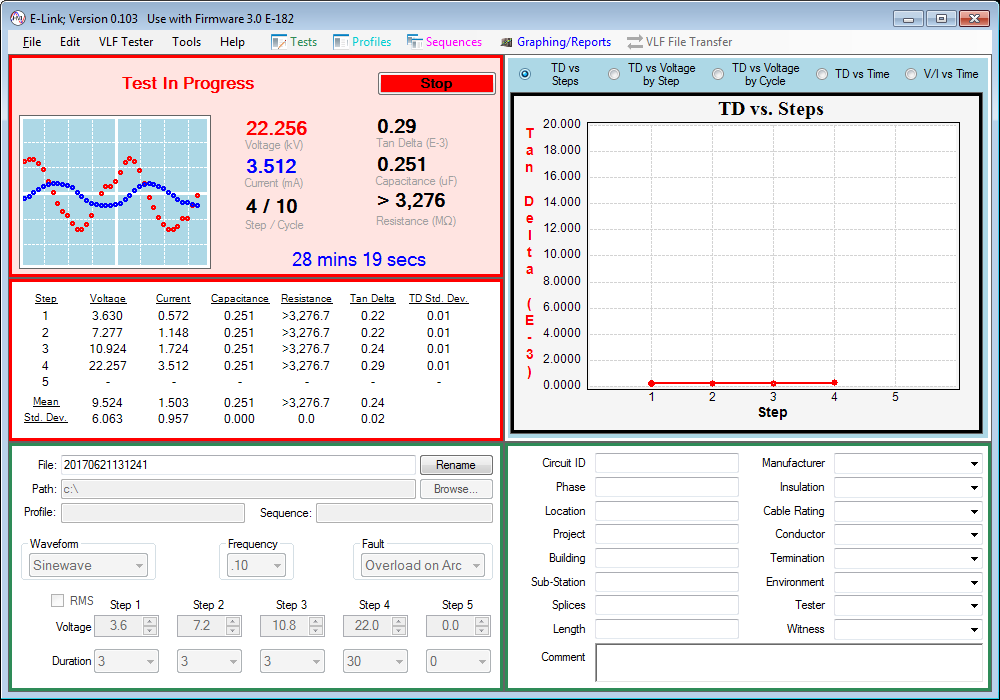 E-Link; Version 0.103 Use with Firmware 3.0 E-182
File Edit VLF Tester Tools Help Tests Profiles Sequences Graphing/Reports VLF File Transfer
Test In Progress
Stop
22.256
Voltage (kV)
0.29
Tan Delta (E-3)
3.512
Current (mA)
0.251
Capacitance (uF)
4 / 10
Step / Cycle
> 3,276
Resistance (MΩ)
28 mins 19 secs
Step Voltage Current Capacitance Resistance Tan Delta TD Std. Dev.
1 3.630 0.572 0.251 >3,276.7 0.22 0.01
2 7.277 1.148 0.251 >3,276.7 0.22 0.01
3 10.924 1.724 0.251 >3,276.7 0.24 0.01
4 22.257 3.512 0.251 >3,276.7 0.29 0.01
5 - - - - - -
Mean 9.524 1.503 0.251 >3,276.7 0.24
Std. Dev. 6.063 0.957 0.000 0.0 0.02
TD vs Steps
TD vs Voltage by Step
TD vs Voltage by Cycle
TD vs Time
V/I vs Time
TD vs. Steps
Tan Delta (E-3)
20.000
18.000
16.000
14.000
12.000
10.000
8.0000
6.0000
4.0000
2.0000
0.0000
1 2 3 4 5
Step
File: 20170621131241 Rename
Path: c:\ Browse...
Profile: Sequence:
Waveform Frequency Fault
Sinewave .10 Overload on Arc
RMS Step 1 Step 2 Step 3 Step 4 Step 5
Voltage 3.6 7.2 10.8 22.0 0.0
Duration 3 3 3 30 0
Circuit ID Manufacturer
Phase Insulation
Location Cable Rating
Project Conductor
Building Termination
Sub-Station Environment
Splices Tester
Length Witness
Comment